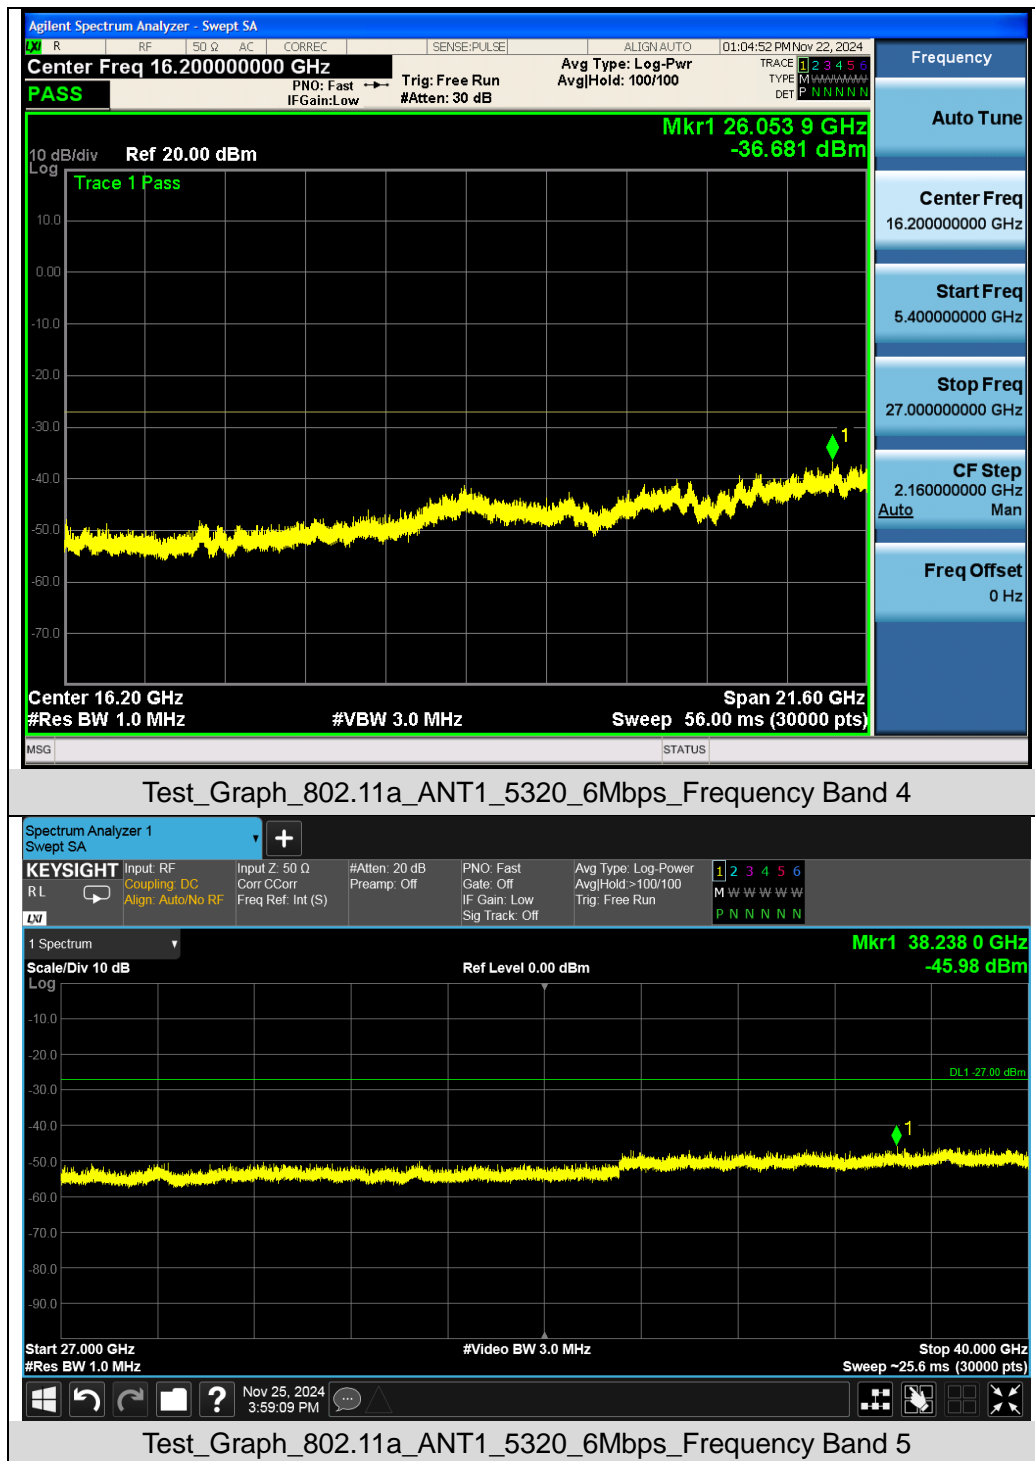 Agilent Spectrum Analyzer - Swept SA
LXI R RF 50 Ω AC CORREC SENSE:PULSE ALIGN AUTO 01:04:52 PM Nov 22, 2024
Center Freq 16.200000000 GHz
PASS
PNO: Fast
IFGain:Low
Trig: Free Run
#Atten: 30 dB
Avg Type: Log-Pwr
Avg|Hold: 100/100
TRACE 1 2 3 4 5 6
TYPE M W W W W W
DET P N N N N N
Mkr1 26.053 9 GHz
-36.681 dBm
10 dB/div Ref 20.00 dBm
Log
Trace 1 Pass
10.0
0.00
-10.0
-20.0
-30.0
-40.0
-50.0
-60.0
-70.0
1
Center 16.20 GHz Span 21.60 GHz
#Res BW 1.0 MHz #VBW 3.0 MHz Sweep 56.00 ms (30000 pts)
MSG STATUS
Frequency
Auto Tune
Center Freq
16.200000000 GHz
Start Freq
5.400000000 GHz
Stop Freq
27.000000000 GHz
CF Step
2.160000000 GHz
Auto Man
Freq Offset
0 Hz
Test_Graph_802.11a_ANT1_5320_6Mbps_Frequency Band 4
Spectrum Analyzer 1
Swept SA
+
KEYSIGHT
RL
LXI
Input: RF
Coupling: DC
Align: Auto/No RF
Input Z: 50 Ω
Corr CCorr
Freq Ref: Int (S)
#Atten: 20 dB
Preamp: Off
PNO: Fast
Gate: Off
IF Gain: Low
Sig Track: Off
Avg Type: Log-Power
Avg|Hold:>100/100
Trig: Free Run
1 2 3 4 5 6
M W W W W W
P N N N N N
1 Spectrum
Mkr1 38.238 0 GHz
-45.98 dBm
Scale/Div 10 dB Ref Level 0.00 dBm
Log
-10.0
-20.0
-30.0
-40.0
-50.0
-60.0
-70.0
-80.0
-90.0
DL1 -27.00 dBm
1
Start 27.000 GHz #Video BW 3.0 MHz Stop 40.000 GHz
#Res BW 1.0 MHz Sweep ~25.6 ms (30000 pts)
?
Nov 25, 2024
3:59:09 PM
Test_Graph_802.11a_ANT1_5320_6Mbps_Frequency Band 5